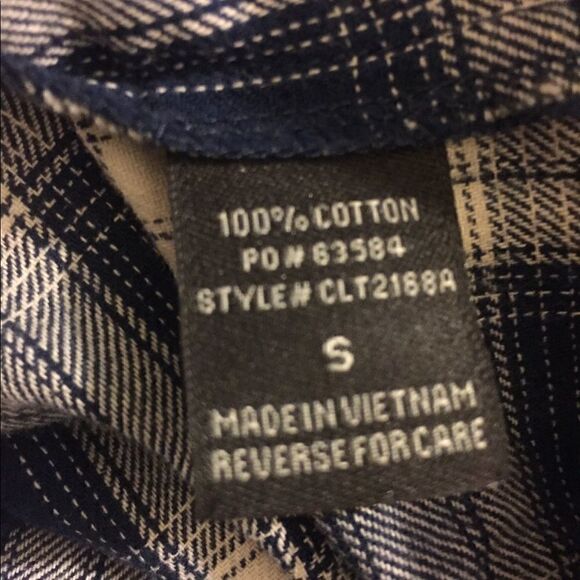 100% COTTON
PO# 63584
STYLE# CLT2168A
S
MADE IN VIETNAM
REVERSE FOR CARE